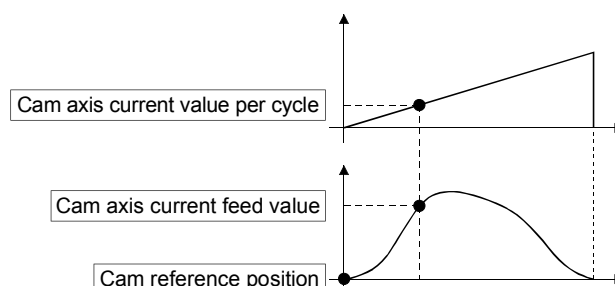 Cam axis current value per cycle
Cam axis current feed value
Cam reference position